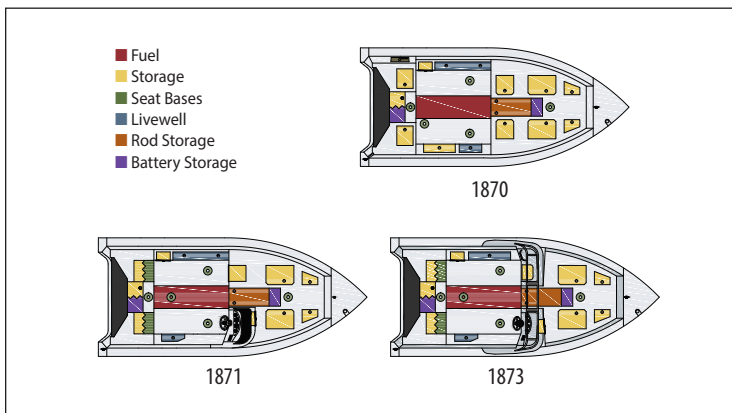 Fuel
Storage
Seat Bases
Livewell
Rod Storage
Battery Storage
1870
1871
1873